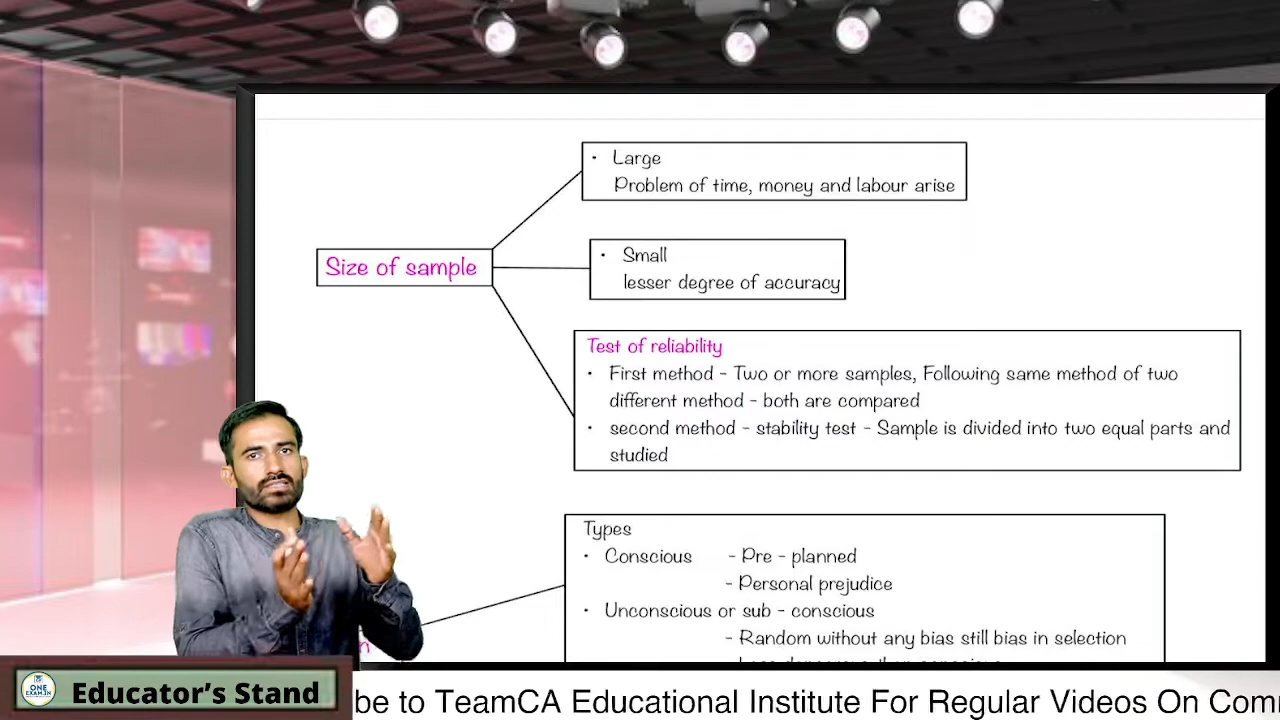 • Large
Problem of time, money and labour arise
Size of sample
• Small
lesser degree of accuracy
Test of reliability
• First method - Two or more samples, Following same method of two
different method - both are compared
• second method - stability test - Sample is divided into two equal parts and
studied
Types
• Conscious - Pre - planned
- Personal prejudice
• Unconscious or sub - conscious
- Random without any bias still bias in selection
n
ONE
EXAM.IN
Educator's Stand
be to TeamCA Educational Institute For Regular Videos On Com